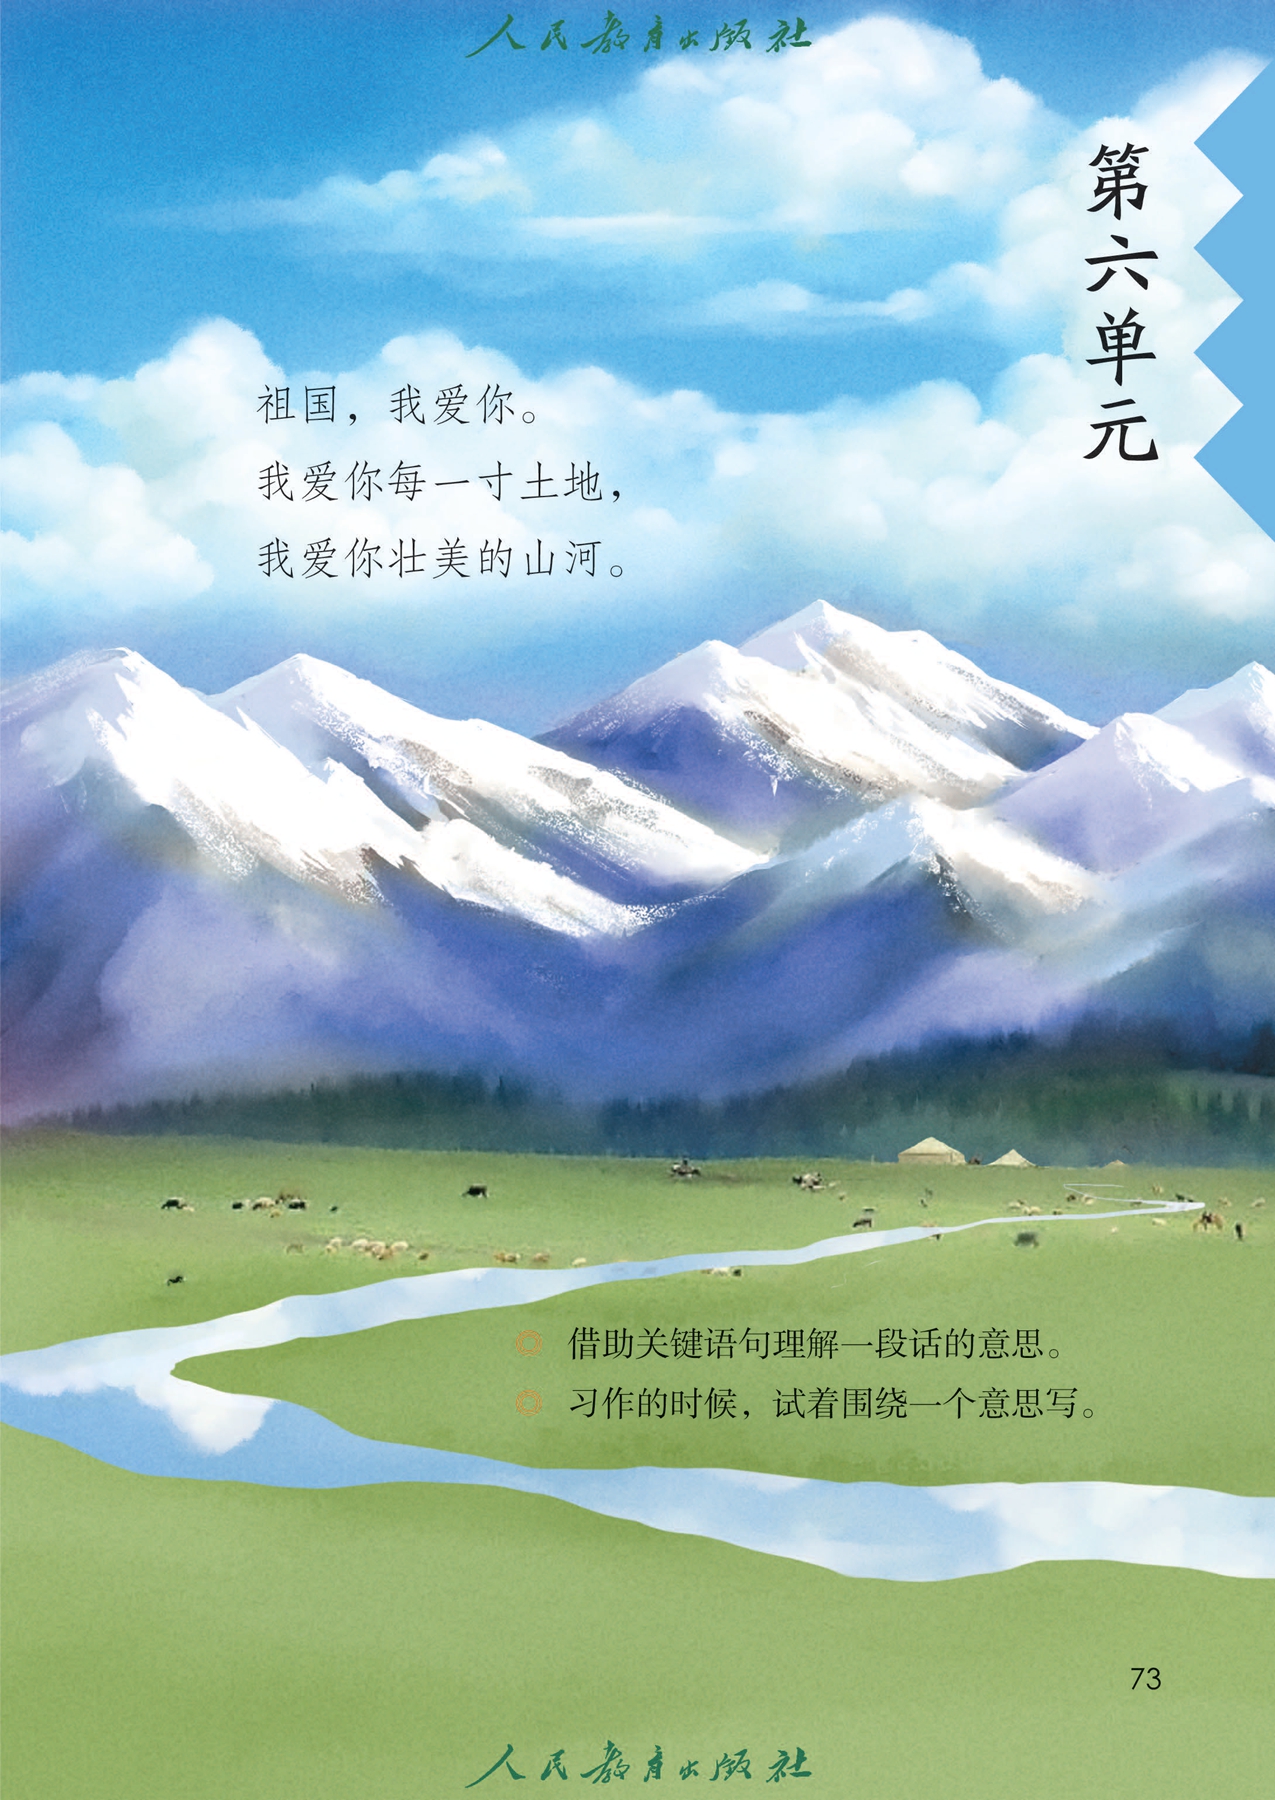 人民教育出版社
第六单元
祖国，我爱你。
我爱你每一寸土地，
我爱你壮美的山河。
借助关键语句理解一段话的意思。
习作的时候，试着围绕一个意思写。
73
人民教育出版社